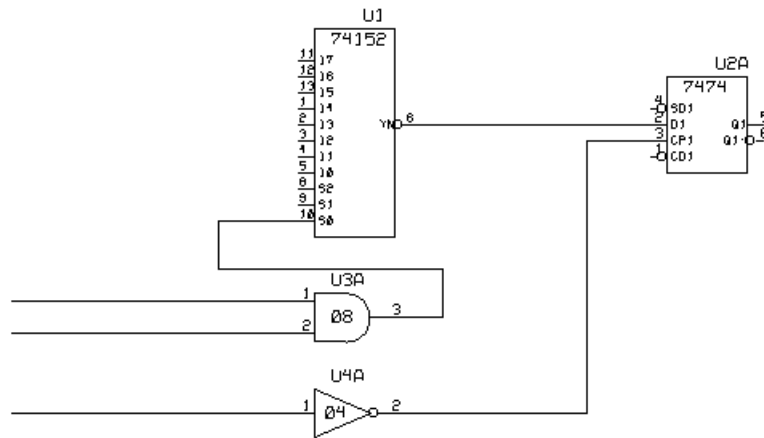 U1
74152
11 I7
12 I6
13 I5
1 I4
2 I3
3 I2
4 I1
5 I0
8 S2
9 S1
10 S0
YN 6
U2A
7474
4 SD1
2 D1
3 CP1
1 CD1
Q1 5
Q1 6
U3A
1
2
08
3
U4A
1
04
2